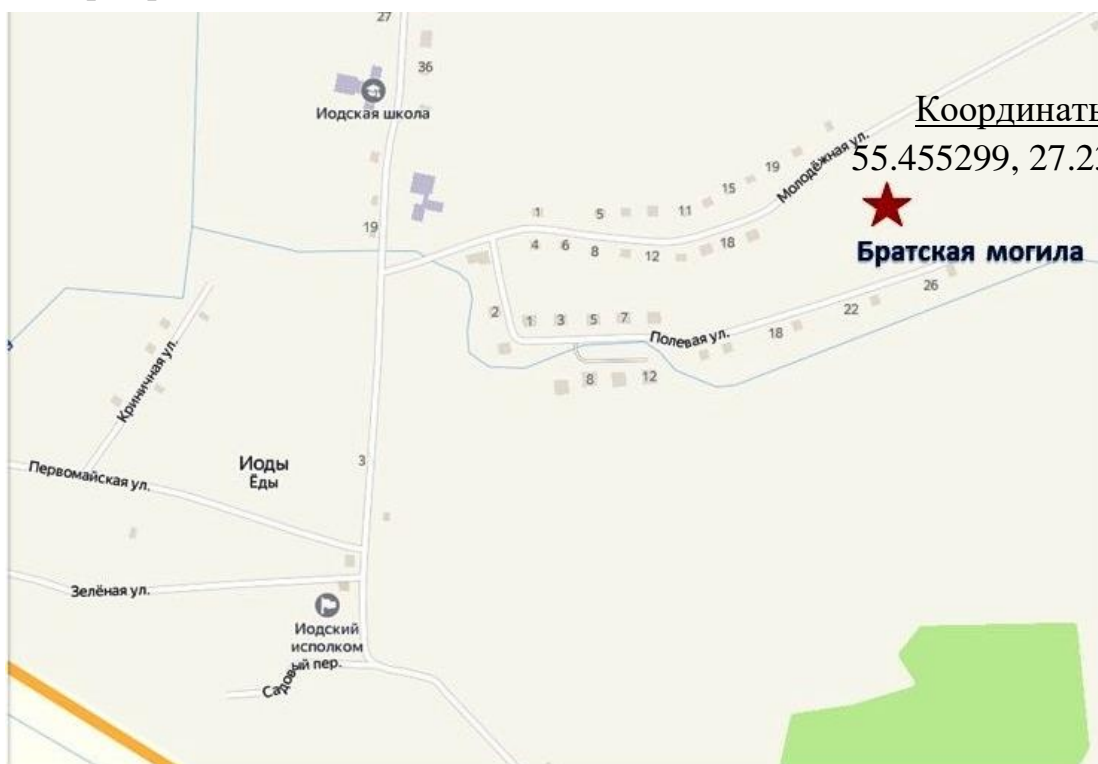 27
36
Иодская школа
Координаты
55.455299, 27.23
19
Молодёжная ул.
19
15
11
5
1
4
6
8
12
18
Братская могила
26
22
18
Полевая ул.
2
1
3
5
7
8
12
Криничная ул.
Первомайская ул.
Иоды
Ёды
3
Зелёная ул.
Иодский
исполком
Садовый пер.